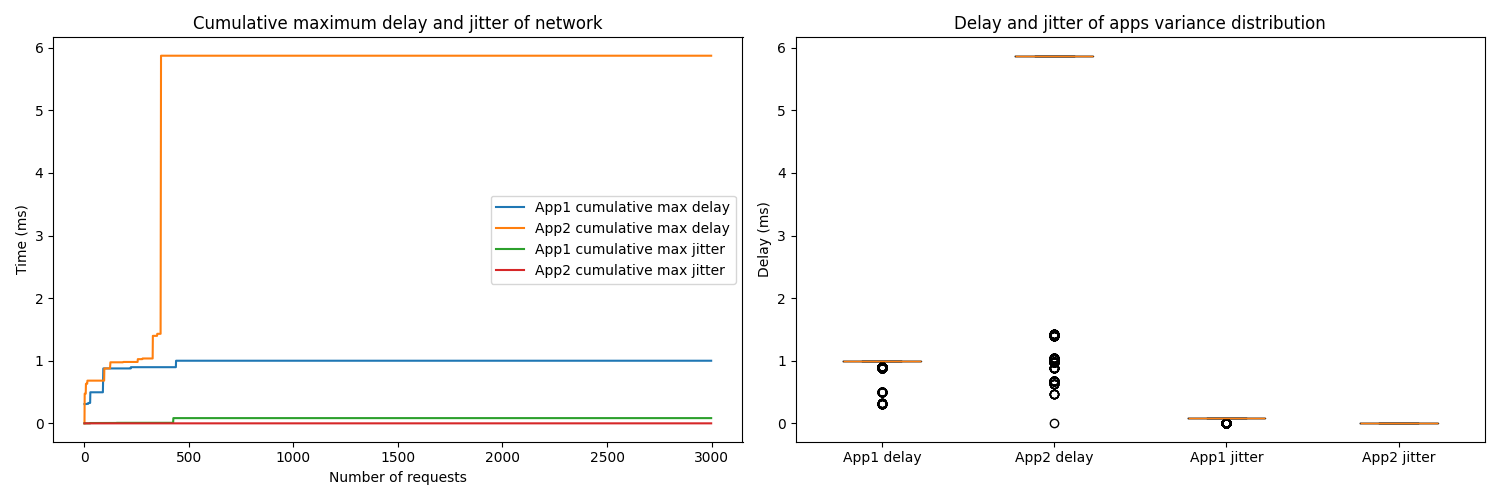 Cumulative maximum delay and jitter of network
Time (ms)
6
5
4
3
2
1
0
App1 cumulative max delay
App2 cumulative max delay
App1 cumulative max jitter
App2 cumulative max jitter
0 500 1000 1500 2000 2500 3000
Number of requests
Delay and jitter of apps variance distribution
Delay (ms)
6
5
4
3
2
1
0
App1 delay App2 delay App1 jitter App2 jitter